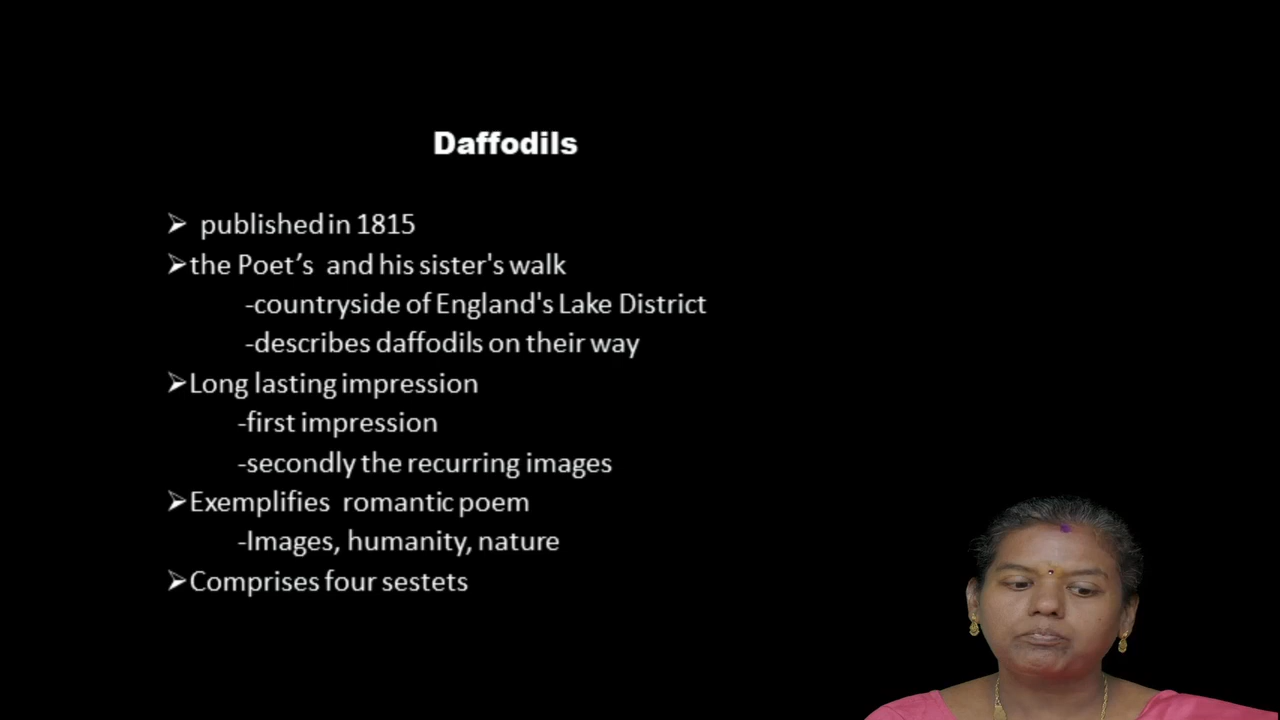 Daffodils
➢ published in 1815
➢the Poet’s and his sister's walk
-countryside of England's Lake District
-describes daffodils on their way
➢Long lasting impression
-first impression
-secondly the recurring images
➢Exemplifies romantic poem
-Images, humanity, nature
➢Comprises four sestets